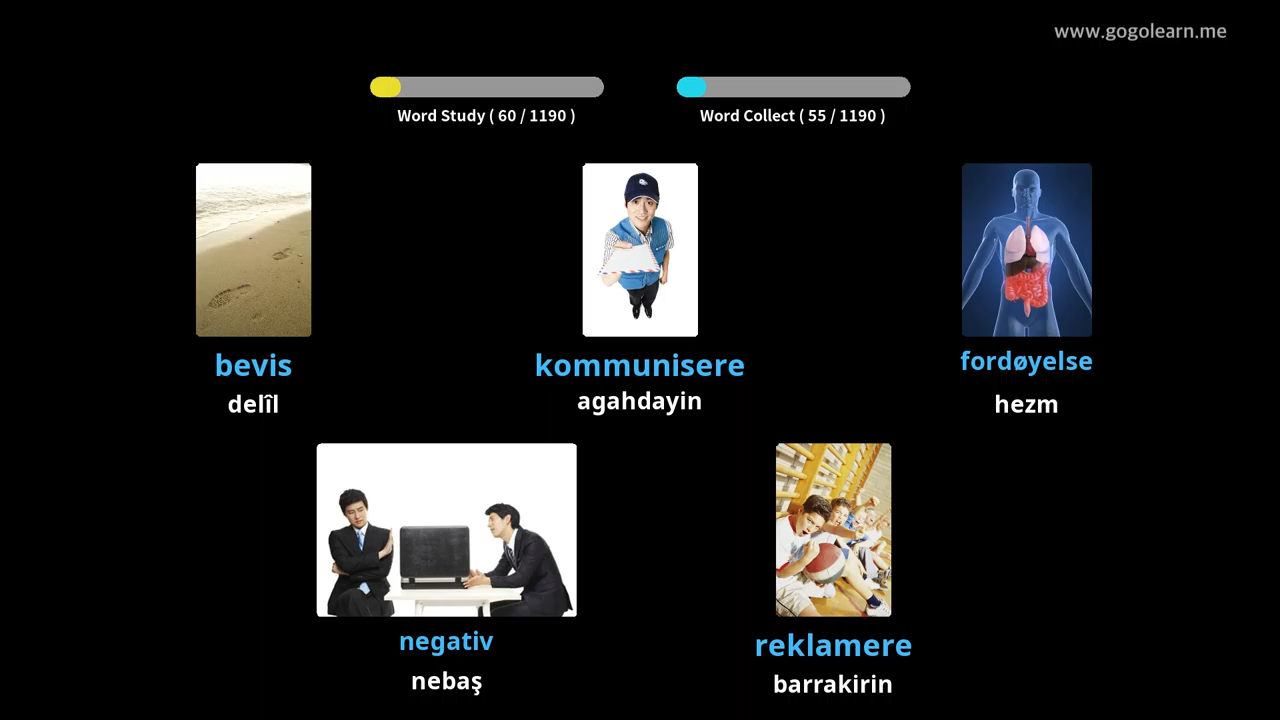 www.gogolearn.me
Word Study ( 60 / 1190 )
Word Collect ( 55 / 1190 )
bevis
delîl
kommunisere
agahdayin
fordøyelse
hezm
negativ
nebaş
reklamere
barrakirin